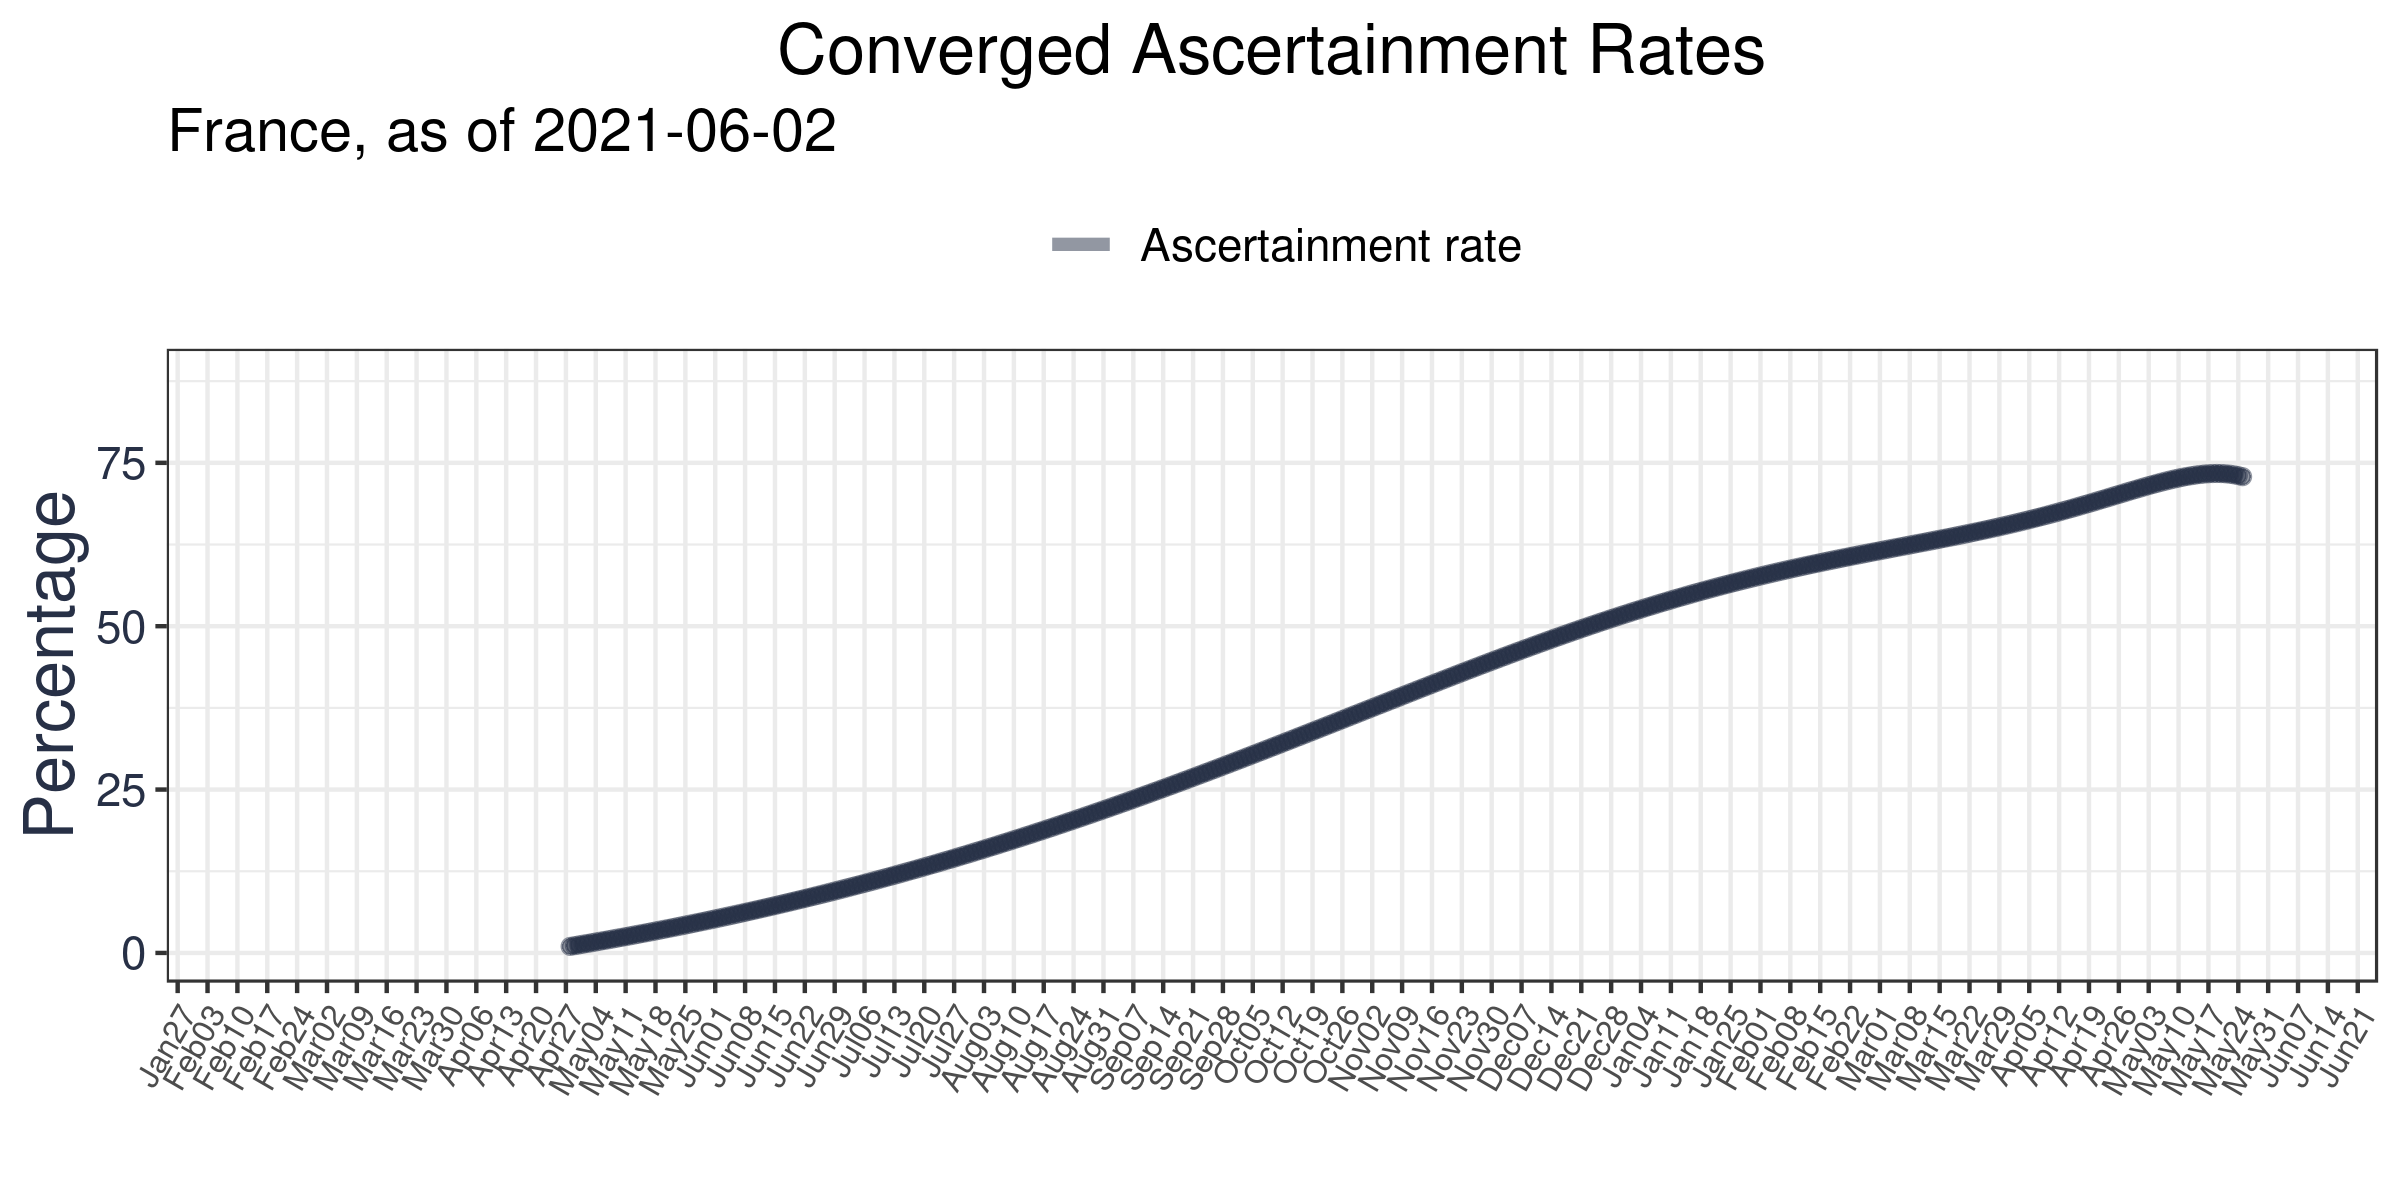 Converged Ascertainment Rates
France, as of 2021-06-02
Ascertainment rate
Percentage
75
50
25
0
Jan27 Feb03 Feb10 Feb17 Feb24 Mar02 Mar09 Mar16 Mar23 Mar30 Apr06 Apr13 Apr20 Apr27 May04 May11 May18 May25 Jun01 Jun08 Jun15 Jun22 Jun29 Jul06 Jul13 Jul20 Jul27 Aug03 Aug10 Aug17 Aug24 Aug31 Sep07 Sep14 Sep21 Sep28 Oct05 Oct12 Oct19 Oct26 Nov02 Nov09 Nov16 Nov23 Nov30 Dec07 Dec14 Dec21 Dec28 Jan04 Jan11 Jan18 Jan25 Feb01 Feb08 Feb15 Feb22 Mar01 Mar08 Mar15 Mar22 Mar29 Apr05 Apr12 Apr19 Apr26 May03 May10 May17 May24 May31 Jun07 Jun14 Jun21